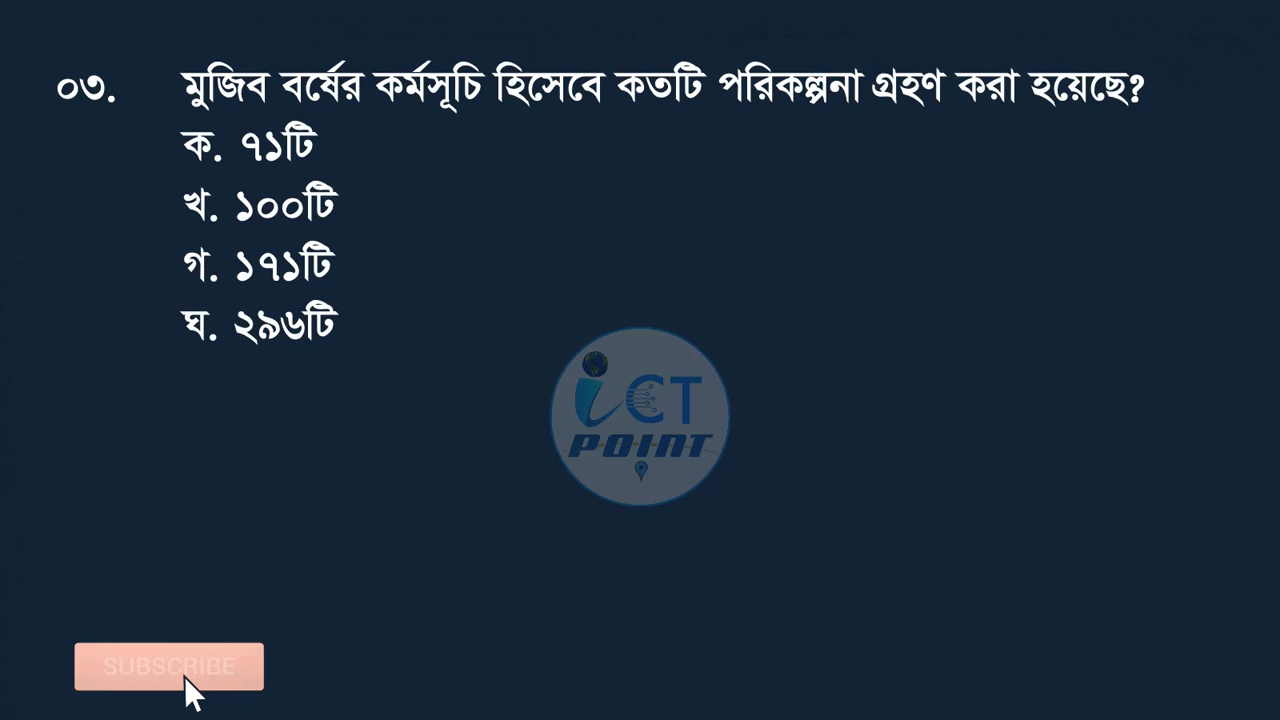 ০৩. মুজিব বর্ষের কর্মসূচি হিসেবে কতটি পরিকল্পনা গ্রহণ করা হয়েছে?
ক. ৭১টি
খ. ১০০টি
গ. ১৭১টি
ঘ. ২৯৬টি
iCT
POINT
SUBSCRIBE